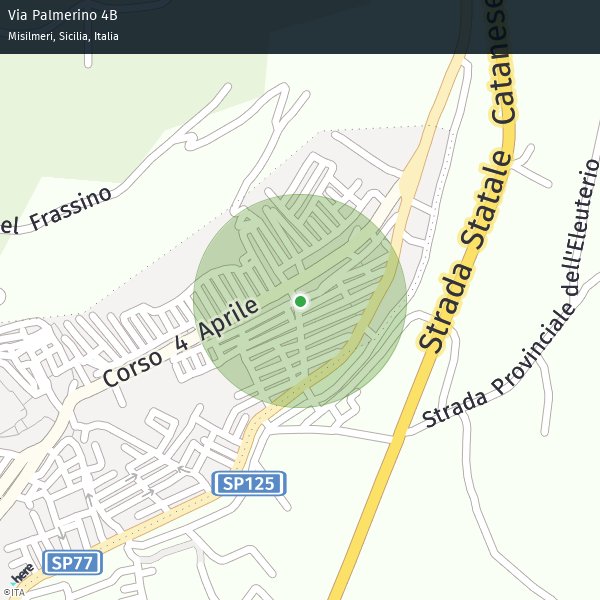 Via Palmerino 4B
Misilmeri, Sicilia, Italia
Strada Statale Catanese
el Frassino
Strada Provinciale dell'Eleuterio
Corso 4 Aprile
SP125
SP77
here
©ITA